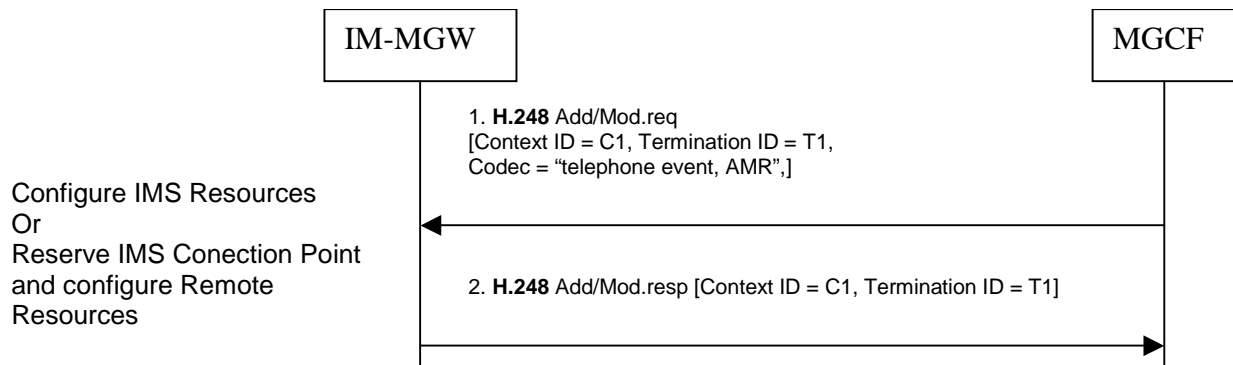 IM-MGW
MGCF
1. H.248 Add/Mod.req
[Context ID = C1, Termination ID = T1,
Codec = “telephone event, AMR”,]
Configure IMS Resources
Or
Reserve IMS Conection Point
and configure Remote
Resources
2. H.248 Add/Mod.resp [Context ID = C1, Termination ID = T1]